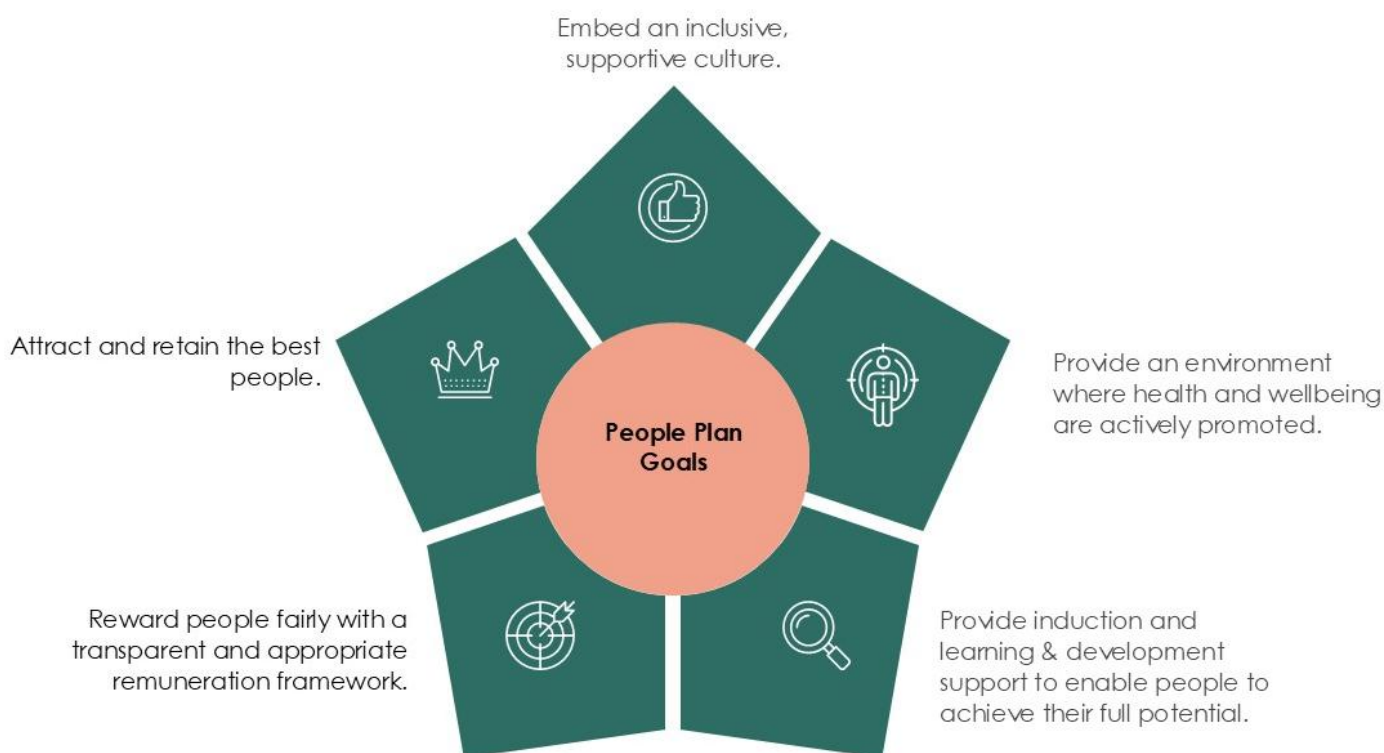 Embed an inclusive,
supportive culture.
Attract and retain the best
people.
Provide an environment
where health and wellbeing
are actively promoted.
People Plan
Goals
Reward people fairly with a
transparent and appropriate
remuneration framework.
Provide induction and
learning & development
support to enable people to
achieve their full potential.